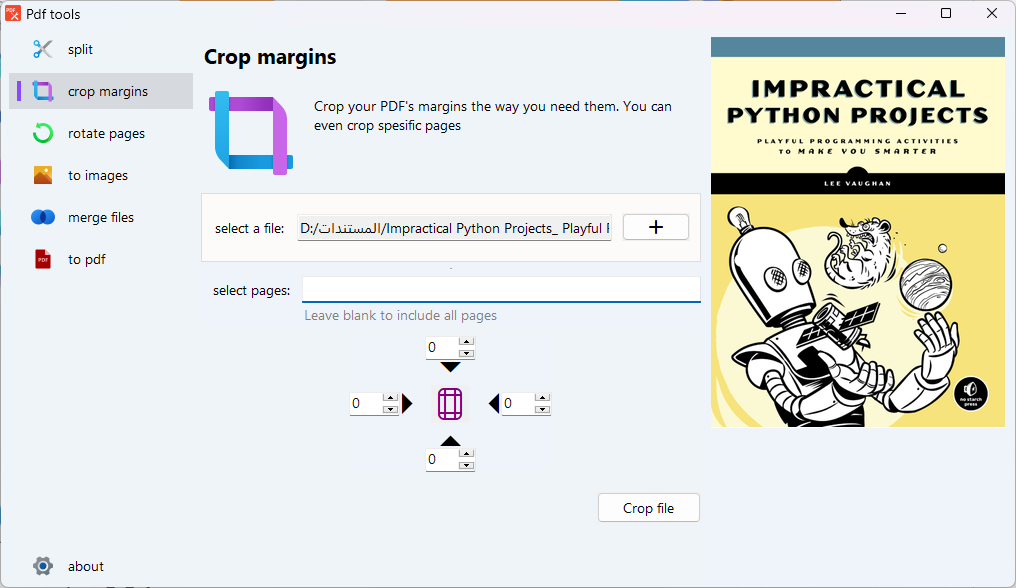 Pdf tools
split
crop margins
rotate pages
to images
merge files
PDF
to pdf
about
Crop margins
Crop your PDF's margins the way you need them. You can
even crop spesific pages
select a file:
D:/المستندات/Impractical Python Projects_ Playful F
+
select pages:
Leave blank to include all pages
0
0
0
0
Crop file
IMPRACTICAL
PYTHON PROJECTS
PLAYFUL PROGRAMMING ACTIVITIES
TO MAKE YOU SMARTER
LEE VAUGHAN
no starch
press